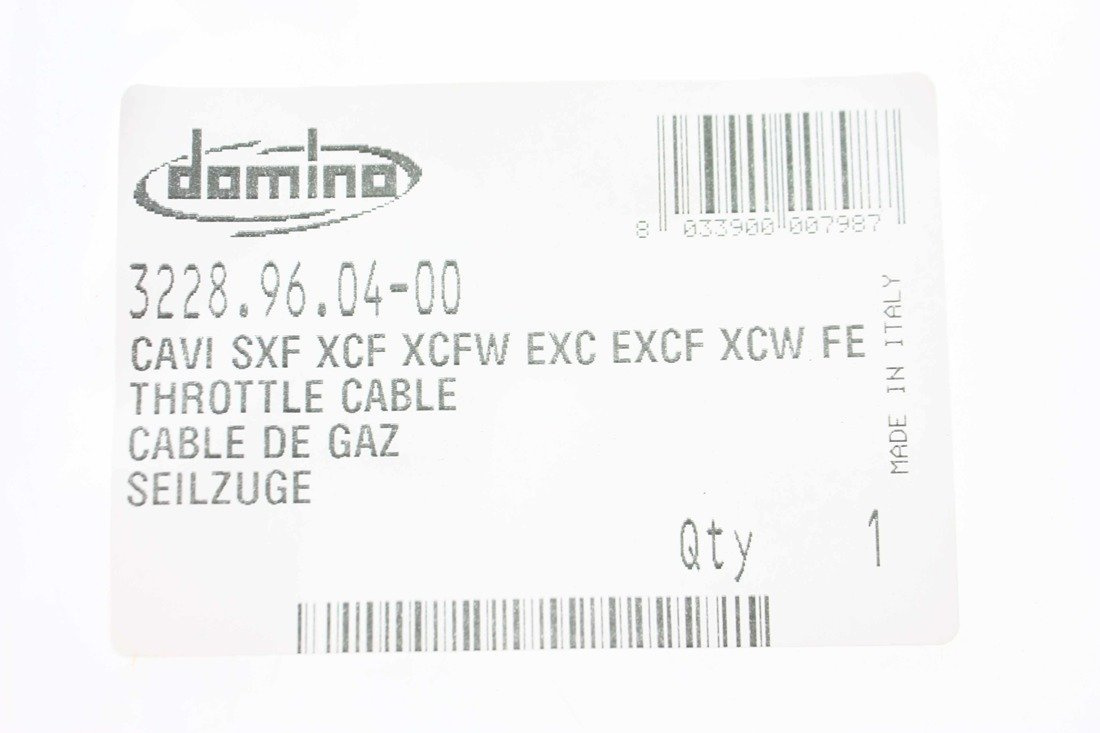 domino
8 033900 007987
3228.96.04-00
CAVI SXF XCF XCFW EXC EXCF XCW FE
THROTTLE CABLE
CABLE DE GAZ
SEILZUGE
MADE IN ITALY
Qty 1